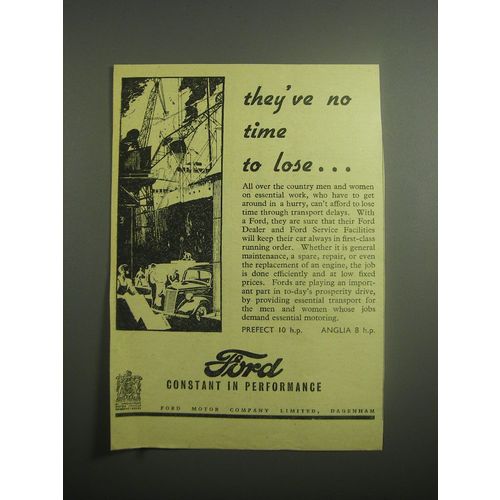 they've no
time
to lose...
All over the country men and women
on essential work, who have to get
around in a hurry, can't afford to lose
time through transport delays. With
a Ford, they are sure that their Ford
Dealer and Ford Service Facilities
will keep their car always in first-class
running order. Whether it is general
maintenance, a spare, repair, or even
the replacement of an engine, the job
is done efficiently and at low fixed
prices. Fords are playing an import-
ant part in to-day's prosperity drive,
by providing essential transport for
the men and women whose jobs
demand essential motoring.
PREFECT 10 h.p. ANGLIA 8 h.p.
Ford
CONSTANT IN PERFORMANCE
FORD MOTOR COMPANY LIMITED, DAGENHAM